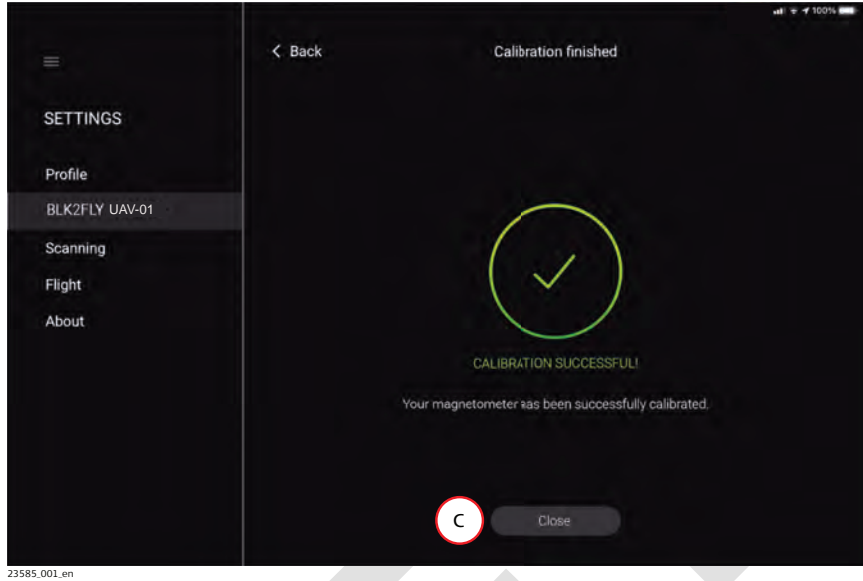 100%
Back
Calibration finished
SETTINGS
Profile
BLK2FLY UAV-01
Scanning
Flight
About
CALIBRATION SUCCESSFUL!
Your magnetometer has been successfully calibrated.
C
Close
23585_001_en